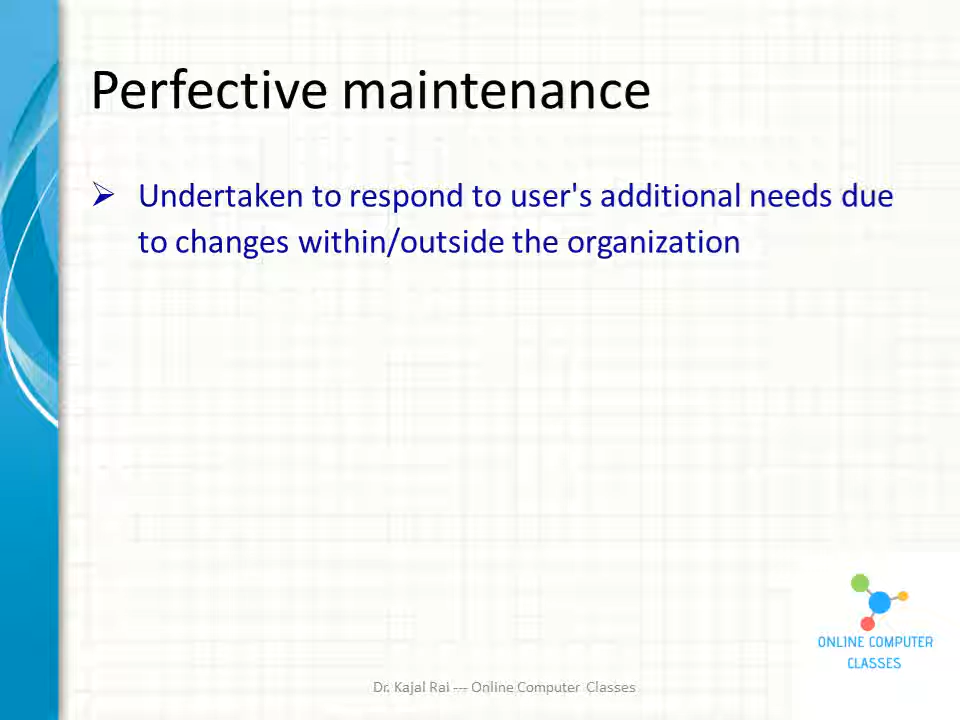 Perfective maintenance
➢ Undertaken to respond to user's additional needs due
to changes within/outside the organization
ONLINE COMPUTER
CLASSES
Dr. Kajal Rai --- Online Computer Classes